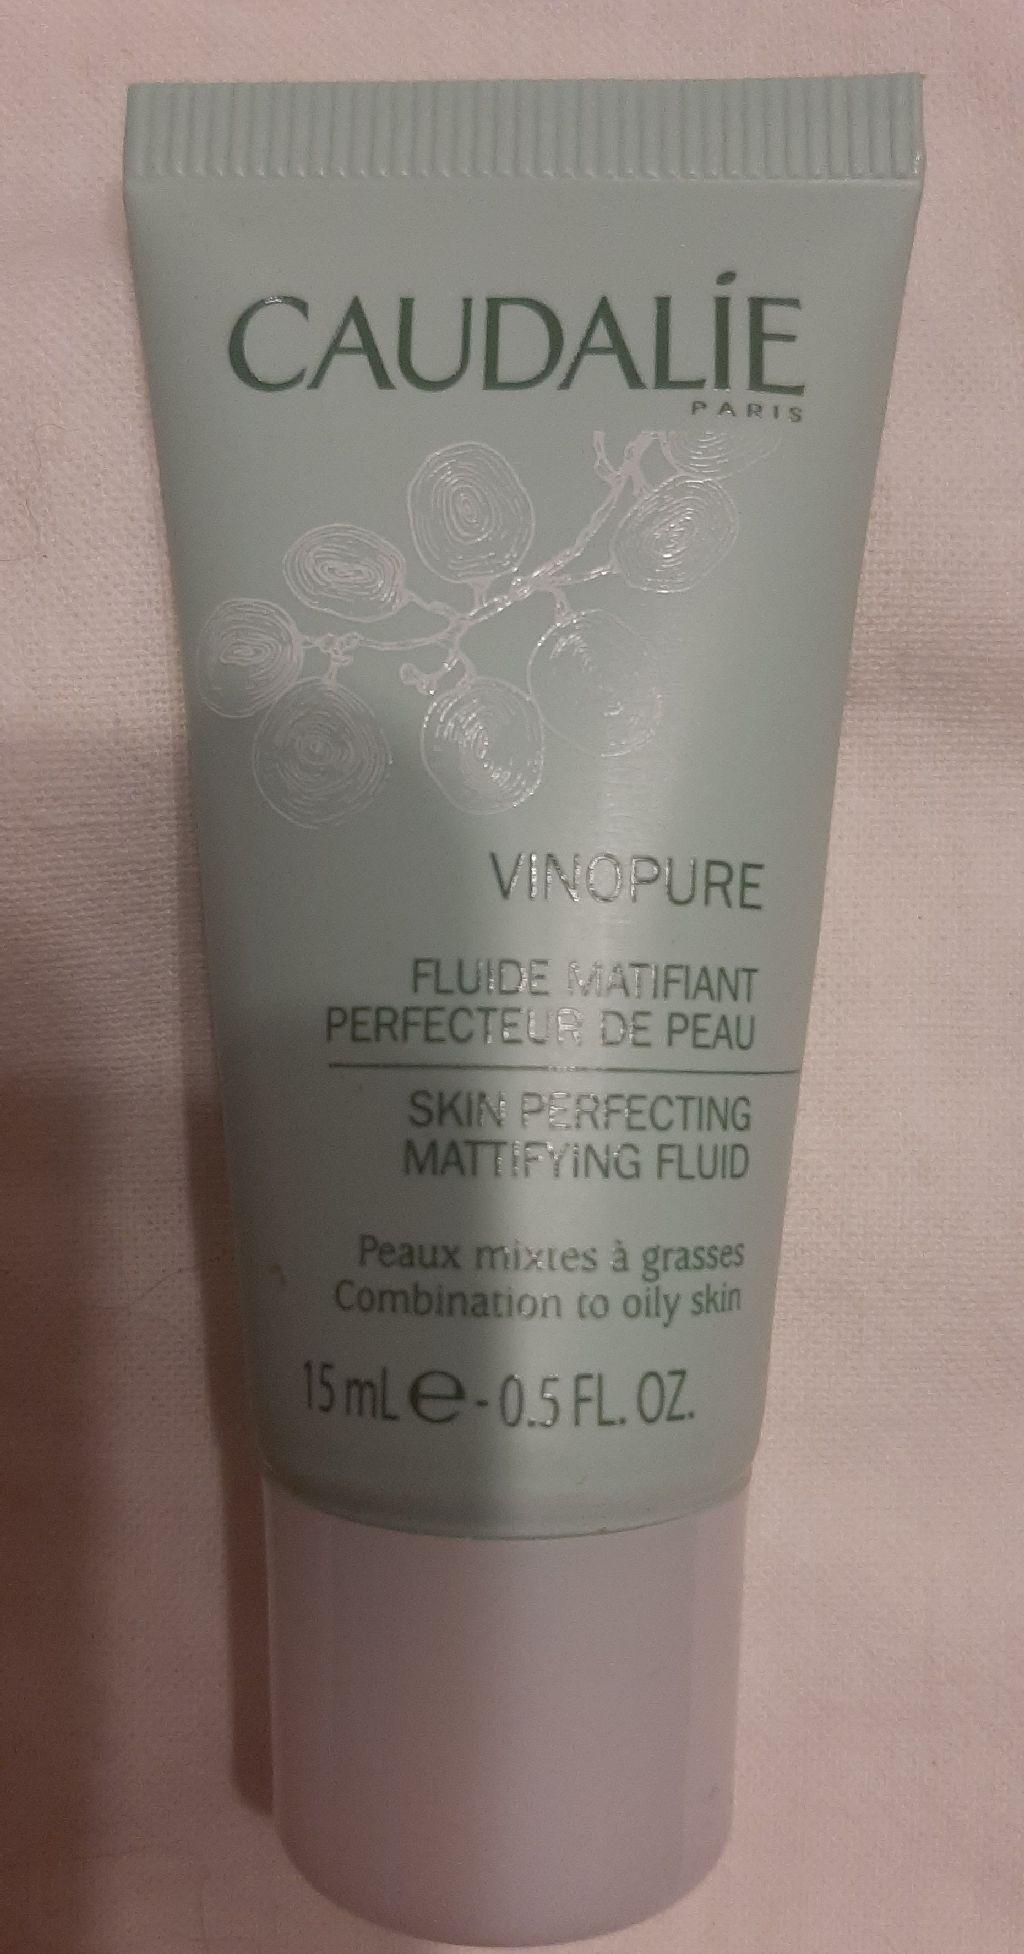 CAUDALÍE
PARIS
VINOPURE
FLUIDE MATIFIANT
PERFECTEUR DE PEAU
SKIN PERFECTING
MATTIFYING FLUID
Peaux mixtes à grasses
Combination to oily skin
15 mL ℮ - 0.5 FL. OZ.